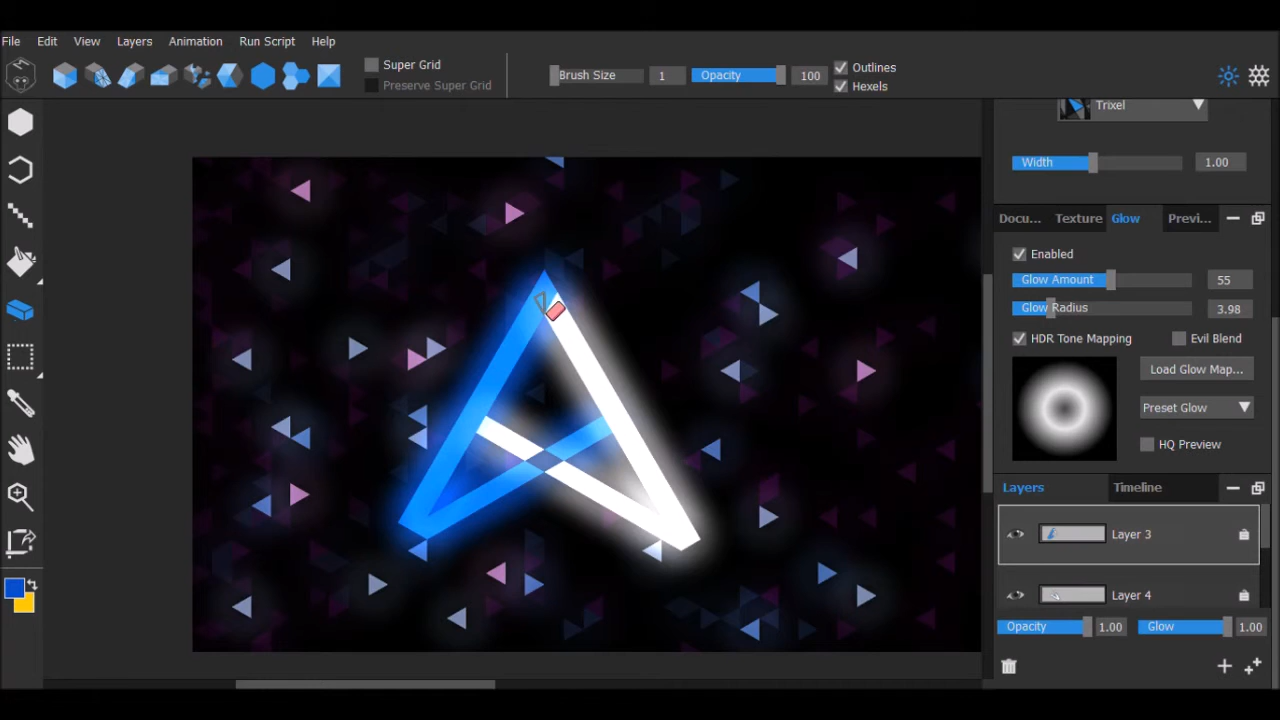 File Edit View Layers Animation Run Script Help
Super Grid
Preserve Super Grid
Brush Size 1 Opacity 100
Outlines
Hexels
Trixel
Width 1.00
Docu... Texture Glow Previ...
Enabled
Glow Amount 55
Glow Radius 3.98
HDR Tone Mapping Evil Blend
Load Glow Map...
Preset Glow
HQ Preview
Layers Timeline
Layer 3
Layer 4
Opacity 1.00 Glow 1.00